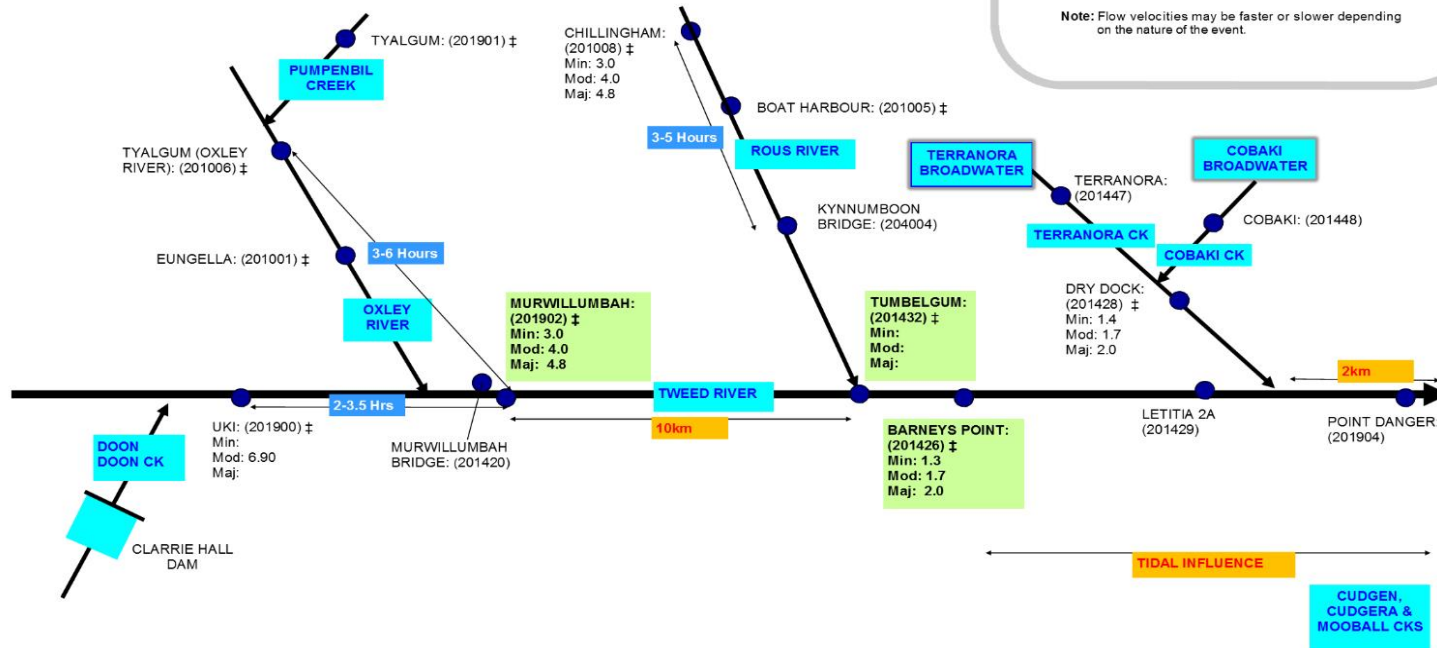 Note: Flow velocities may be faster or slower depending
on the nature of the event.
TYALGUM: (201901) ‡
PUMPENBIL
CREEK
TYALGUM (OXLEY
RIVER): (201006) ‡
EUNGELLA: (201001) ‡
3-6 Hours
OXLEY
RIVER
CHILLINGHAM:
(201008) ‡
Min: 3.0
Mod: 4.0
Maj: 4.8
BOAT HARBOUR: (201005) ‡
3-5 Hours
ROUS RIVER
KYNNUMBOON
BRIDGE: (204004)
TERRANORA
BROADWATER
COBAKI
BROADWATER
TERRANORA:
(201447)
COBAKI: (201448)
TERRANORA CK
COBAKI CK
DRY DOCK:
(201428) ‡
Min: 1.4
Mod: 1.7
Maj: 2.0
MURWILLUMBAH:
(201902) ‡
Min: 3.0
Mod: 4.0
Maj: 4.8
TUMBELGUM:
(201432) ‡
Min:
Mod:
Maj:
2km
2-3.5 Hrs
TWEED RIVER
10km
UKI: (201900) ‡
Min:
Mod: 6.90
Maj:
MURWILLUMBAH
BRIDGE: (201420)
BARNEYS POINT:
(201426) ‡
Min: 1.3
Mod: 1.7
Maj: 2.0
LETITIA 2A
(201429)
POINT DANGER:
(201904)
DOON
DOON CK
CLARRIE HALL
DAM
TIDAL INFLUENCE
CUDGEN,
CUDGERA &
MOOBALL CKS